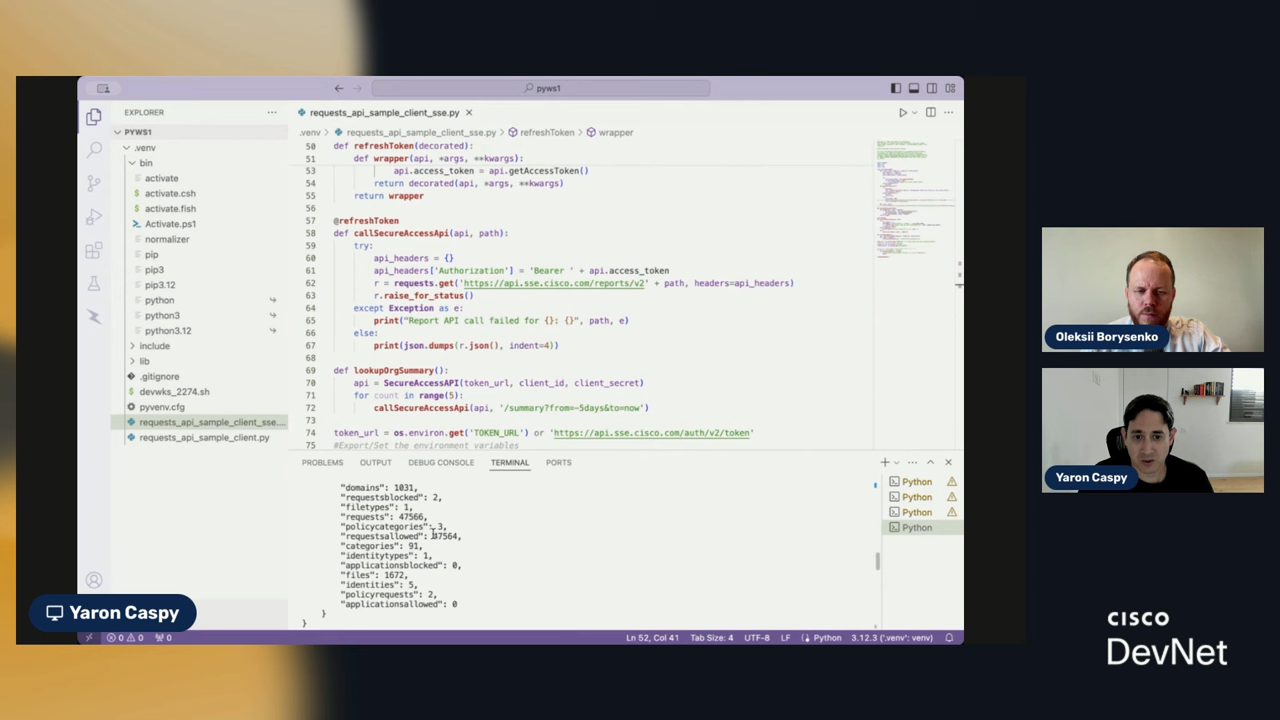 pyws1
EXPLORER
PYWS1
.venv
bin
activate
activate.csh
activate.fish
Activate.ps1
normalizer
pip
pip3
pip3.12
python
python3
python3.12
include
lib
.gitignore
devwks_2274.sh
pyvenv.cfg
requests_api_sample_client_sse....
requests_api_sample_client.py
requests_api_sample_client_sse.py
.venv > requests_api_sample_client_sse.py > refreshToken > wrapper
50 def refreshToken(decorated):
51 def wrapper(api, *args, **kwargs):
53 api.access_token = api.getAccessToken()
54 return decorated(api, *args, **kwargs)
55 return wrapper
56
57 @refreshToken
58 def callSecureAccessApi(api, path):
59 try:
60 api_headers = {}
61 api_headers['Authorization'] = 'Bearer ' + api.access_token
62 r = requests.get('https://api.sse.cisco.com/reports/v2' + path, headers=api_headers)
63 r.raise_for_status()
64 except Exception as e:
65 print("Report API call failed for {}: {}", path, e)
66 else:
67 print(json.dumps(r.json(), indent=4))
68
69 def lookupOrgSummary():
70 api = SecureAccessAPI(token_url, client_id, client_secret)
71 for count in range(5):
72 callSecureAccessApi(api, '/summary?from=-5days&to=now')
73
74 token_url = os.environ.get('TOKEN_URL') or 'https://api.sse.cisco.com/auth/v2/token'
75 #Export/Set the environment variables
PROBLEMS OUTPUT DEBUG CONSOLE TERMINAL PORTS
"domains": 1031,
"requestsblocked": 2,
"filetypes": 1,
"requests": 47566,
"policycategories": 3,
"requestsallowed": 47564,
"categories": 91,
"identitytypes": 1,
"applicationsblocked": 0,
"files": 1672,
"identities": 5,
"policyrequests": 2,
"applicationsallowed": 0
}
}
Python
Python
Python
Python
0 0 0 Ln 52, Col 41 Tab Size: 4 UTF-8 LF Python 3.12.3 ('.venv': venv)
Yaron Caspy
Oleksii Borysenko
Yaron Caspy
CISCO
DevNet